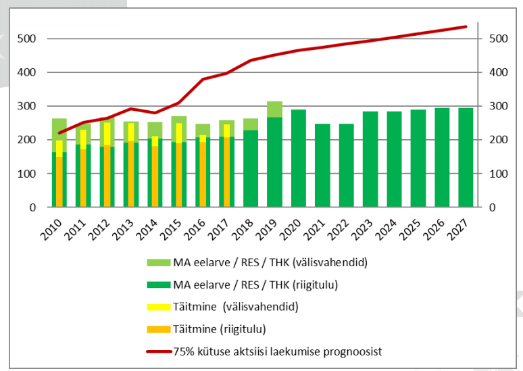 500 500
400 400
300 300
200 200
100 100
0 0
2010 2011 2012 2013 2014 2015 2016 2017 2018 2019 2020 2021 2022 2023 2024 2025 2026 2027
MA eelarve / RES / THK (välisvahendid)
MA eelarve / RES / THK (riigitulu)
Täitmine (välisvahendid)
Täitmine (riigitulu)
75% kütuse aktsiisi laekumise prognoosist